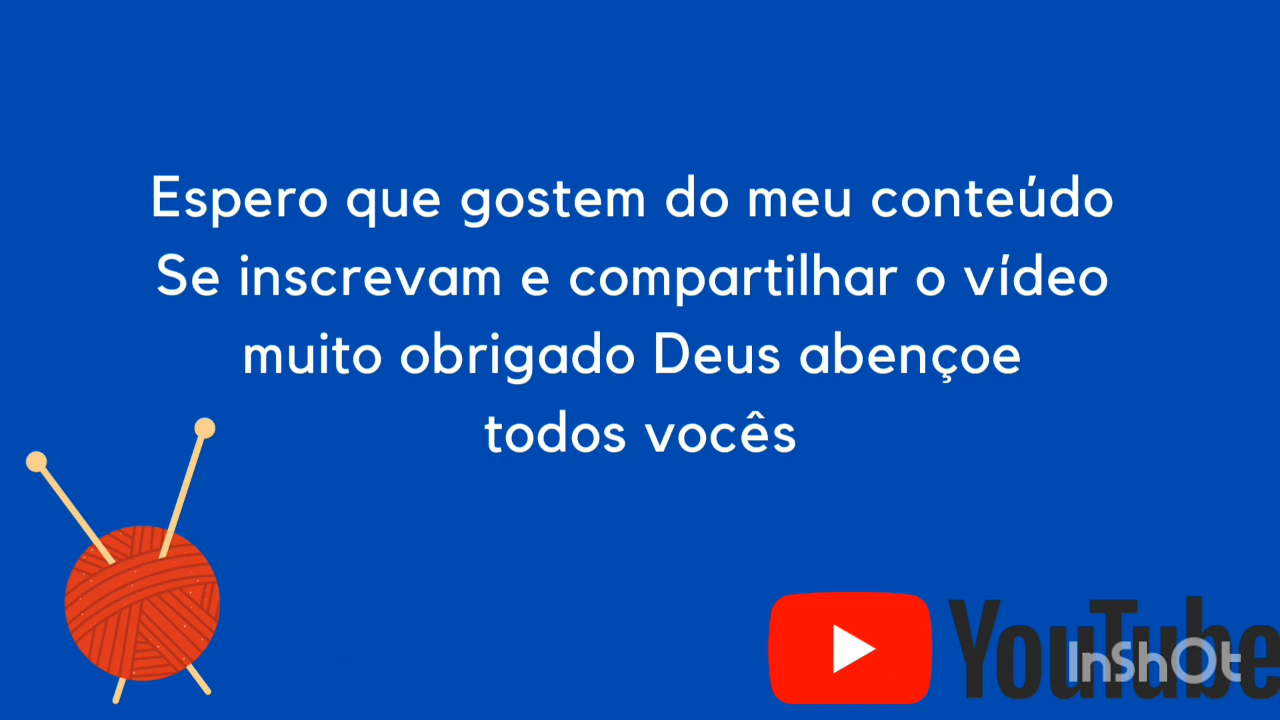 Espero que gostem do meu conteúdo
Se inscrevam e compartilhar o vídeo
muito obrigado Deus abençoe
todos vocês
YouTube
InShOt